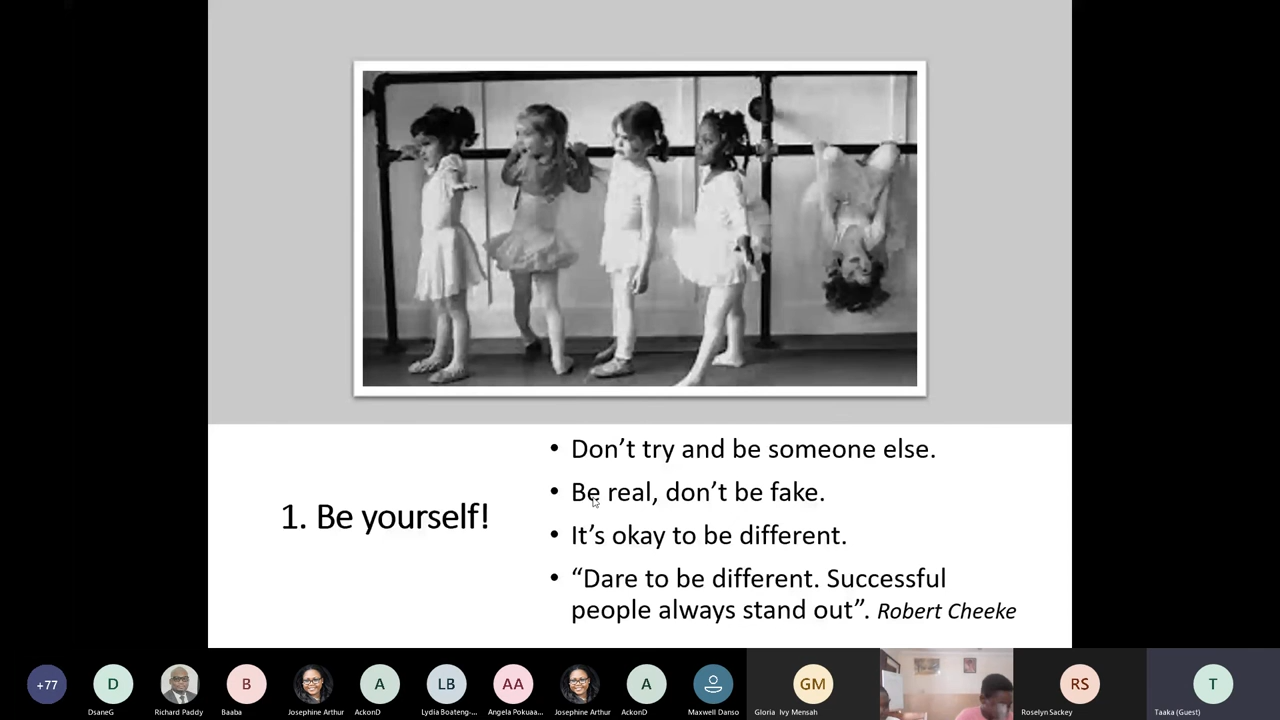 1. Be yourself!
• Don’t try and be someone else.
• Be real, don’t be fake.
• It’s okay to be different.
• “Dare to be different. Successful
people always stand out”. Robert Cheeke
+77
D
B
A
LB
AA
A
GM
RS
T
DsaneG
Richard Paddy
Baaba
Josephine Arthur
AckonD
Lydia Boateng-...
Angela Pokuaa...
Josephine Arthur
AckonD
Maxwell Danso
Gloria Ivy Mensah
Roselyn Sackey
Taaka (Guest)